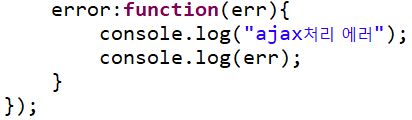 error:function(err){
console.log("ajax처리 에러");
console.log(err);
}
});